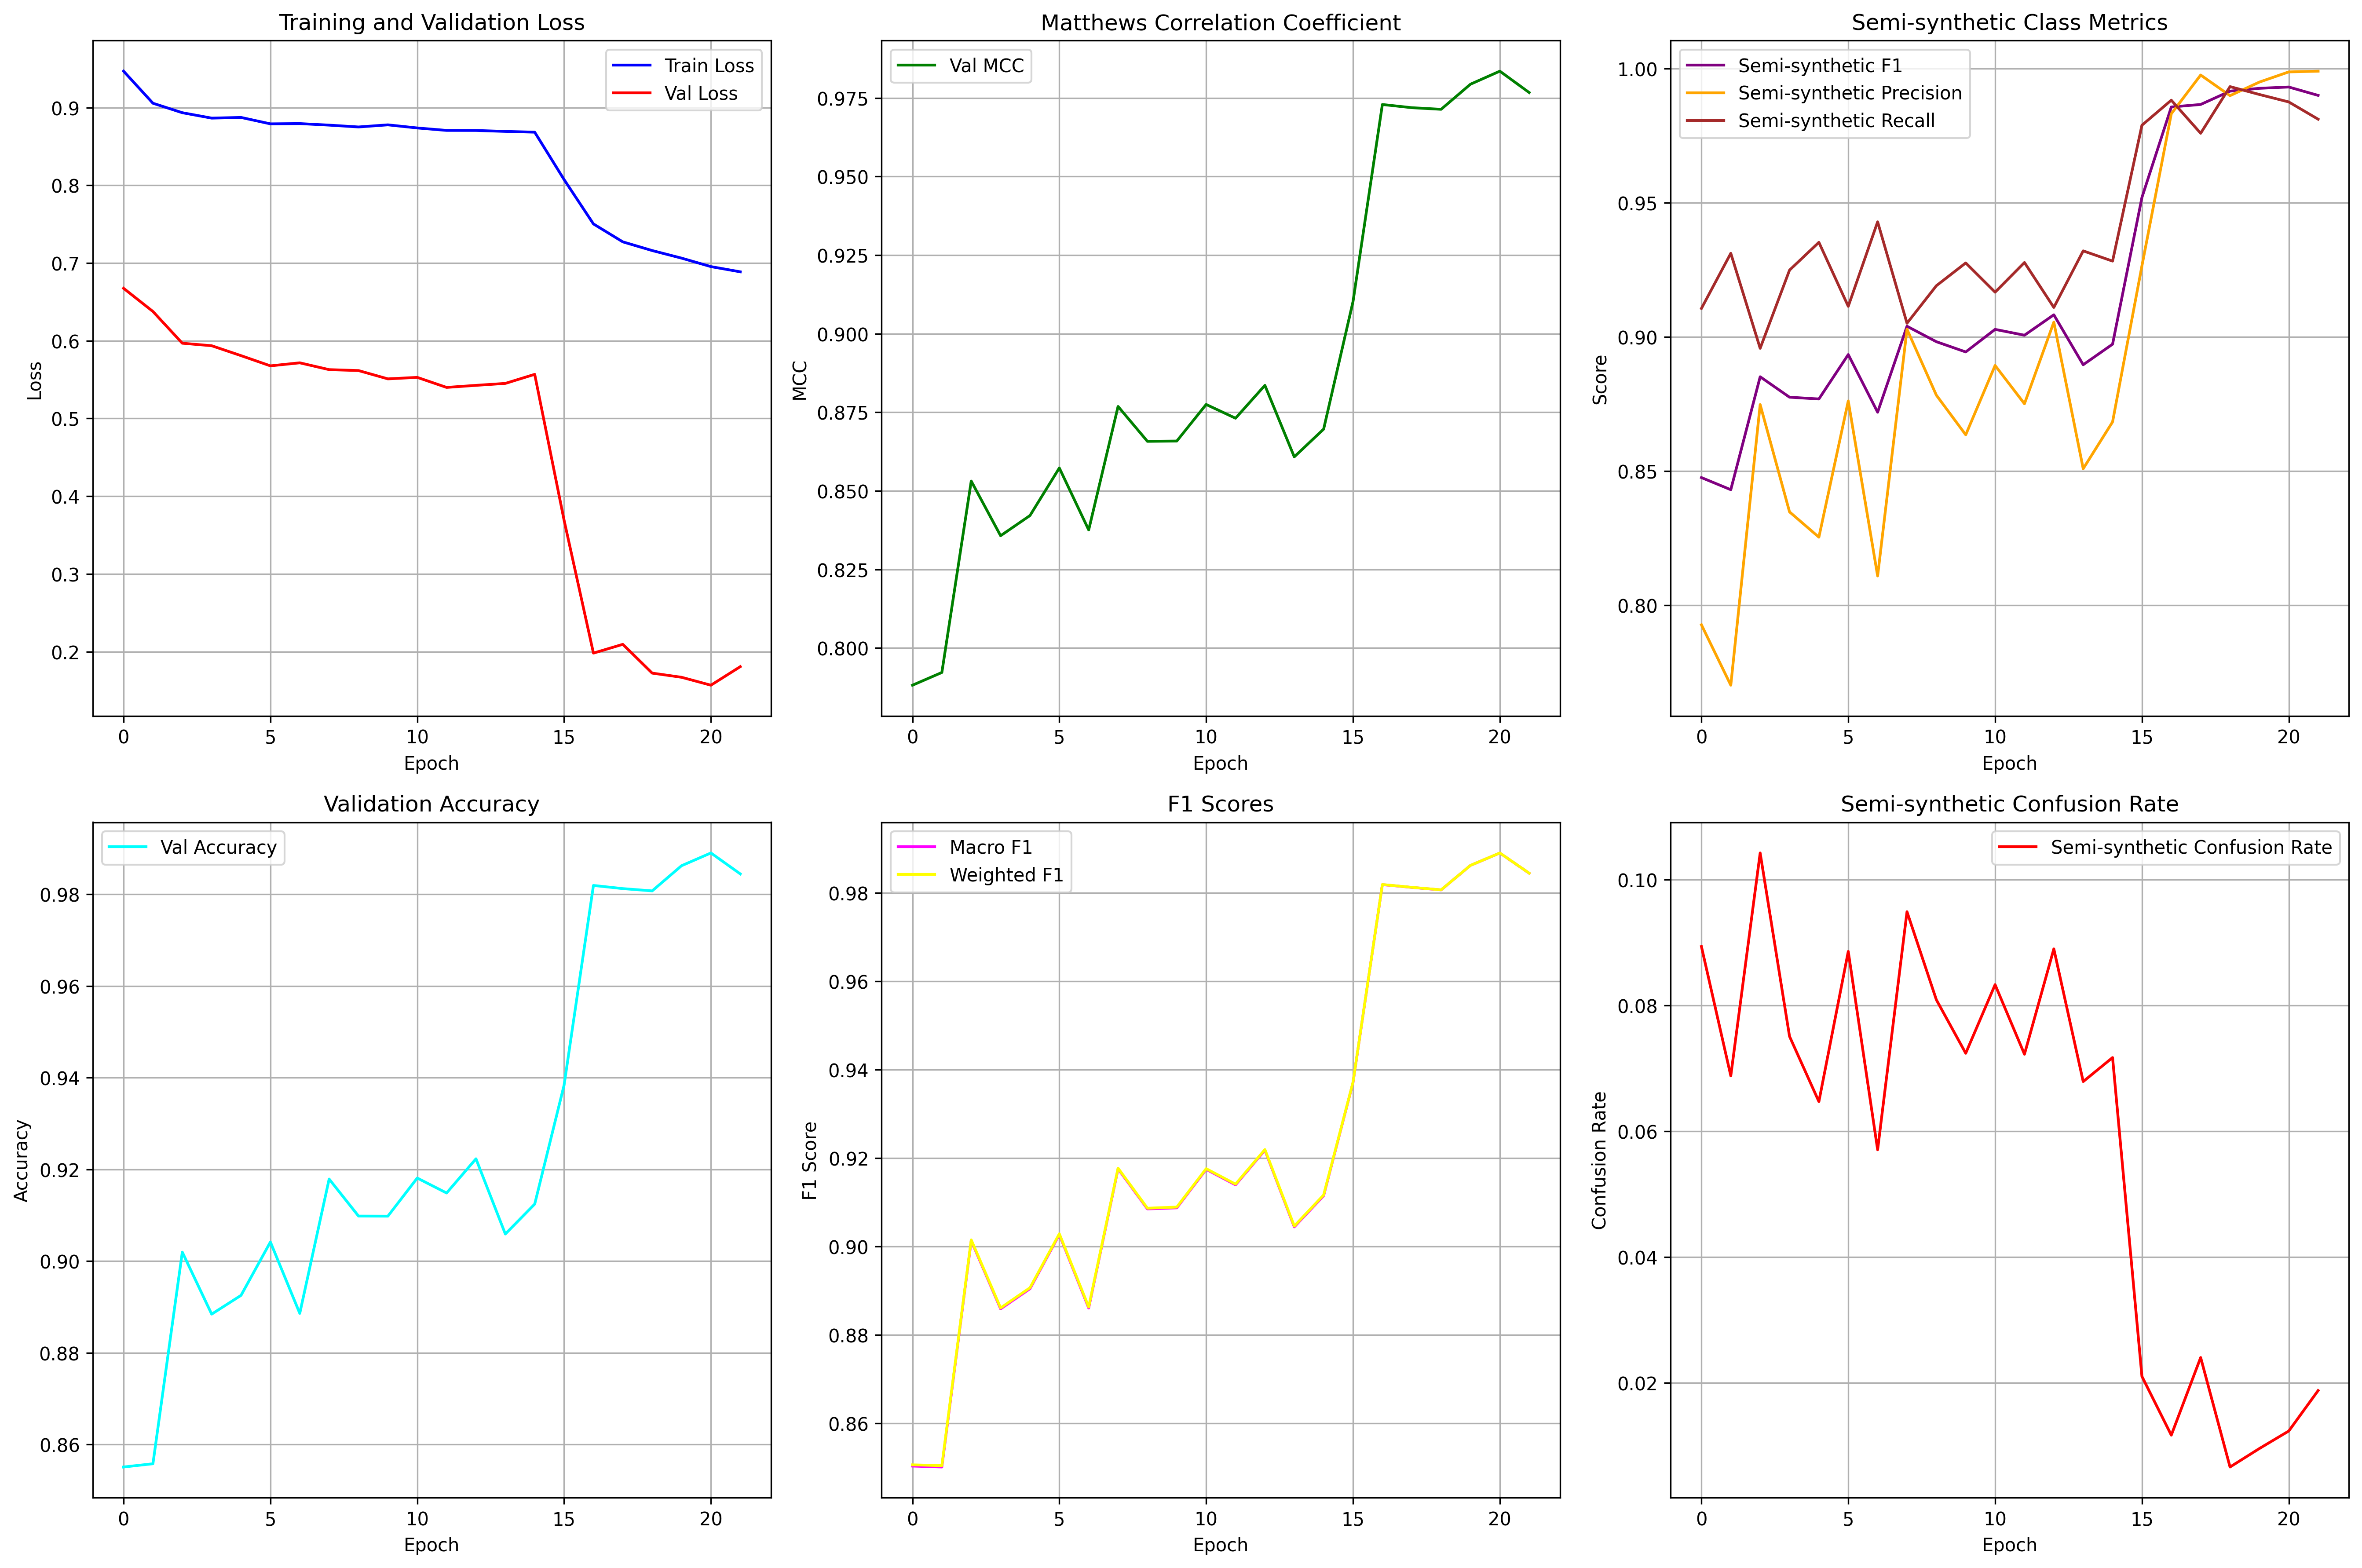 Training and Validation Loss
Train Loss
Val Loss
0.9
0.8
0.7
0.6
0.5
0.4
0.3
0.2
Loss
0 5 10 15 20
Epoch
Matthews Correlation Coefficient
Val MCC
0.975
0.950
0.925
0.900
0.875
0.850
0.825
0.800
MCC
0 5 10 15 20
Epoch
Semi-synthetic Class Metrics
Semi-synthetic F1
Semi-synthetic Precision
Semi-synthetic Recall
1.00
0.95
0.90
0.85
0.80
Score
0 5 10 15 20
Epoch
Validation Accuracy
Val Accuracy
0.98
0.96
0.94
0.92
0.90
0.88
0.86
Accuracy
0 5 10 15 20
Epoch
F1 Scores
Macro F1
Weighted F1
0.98
0.96
0.94
0.92
0.90
0.88
0.86
F1 Score
0 5 10 15 20
Epoch
Semi-synthetic Confusion Rate
Semi-synthetic Confusion Rate
0.10
0.08
0.06
0.04
0.02
Confusion Rate
0 5 10 15 20
Epoch